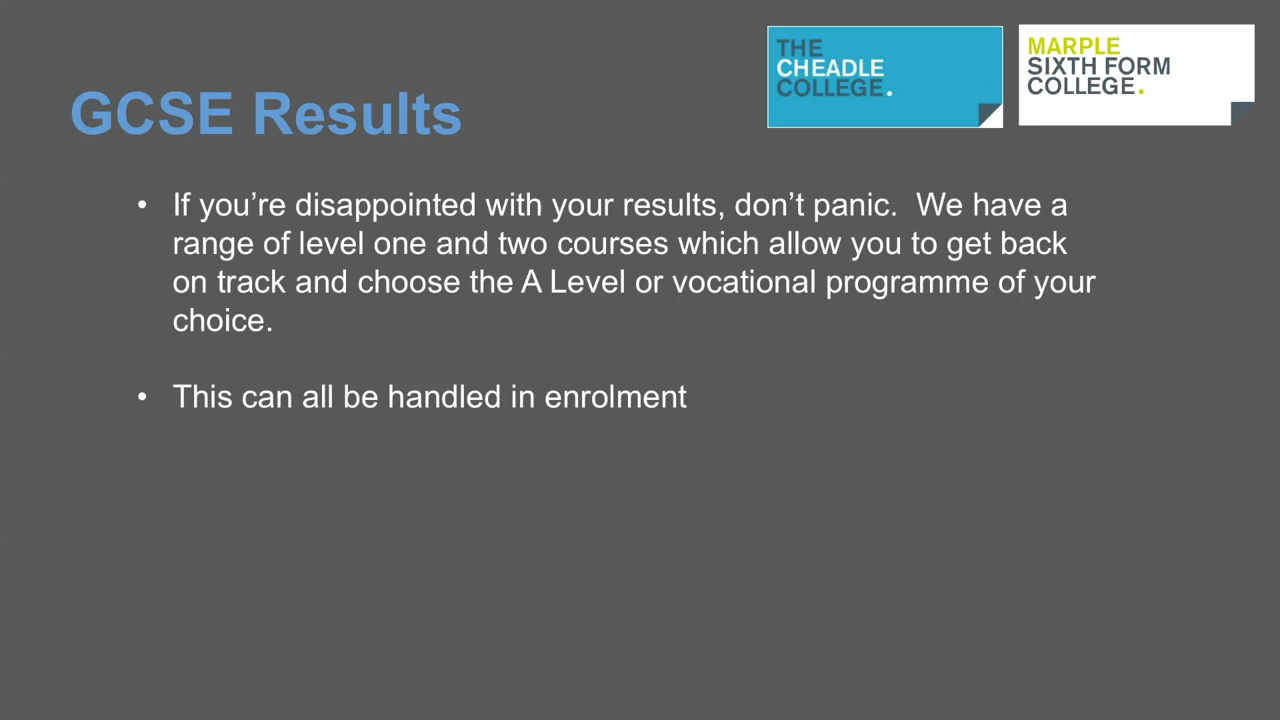 THE
CHEADLE
COLLEGE.
MARPLE
SIXTH FORM
COLLEGE.
GCSE Results
• If you’re disappointed with your results, don’t panic.  We have a
range of level one and two courses which allow you to get back
on track and choose the A Level or vocational programme of your
choice.
• This can all be handled in enrolment